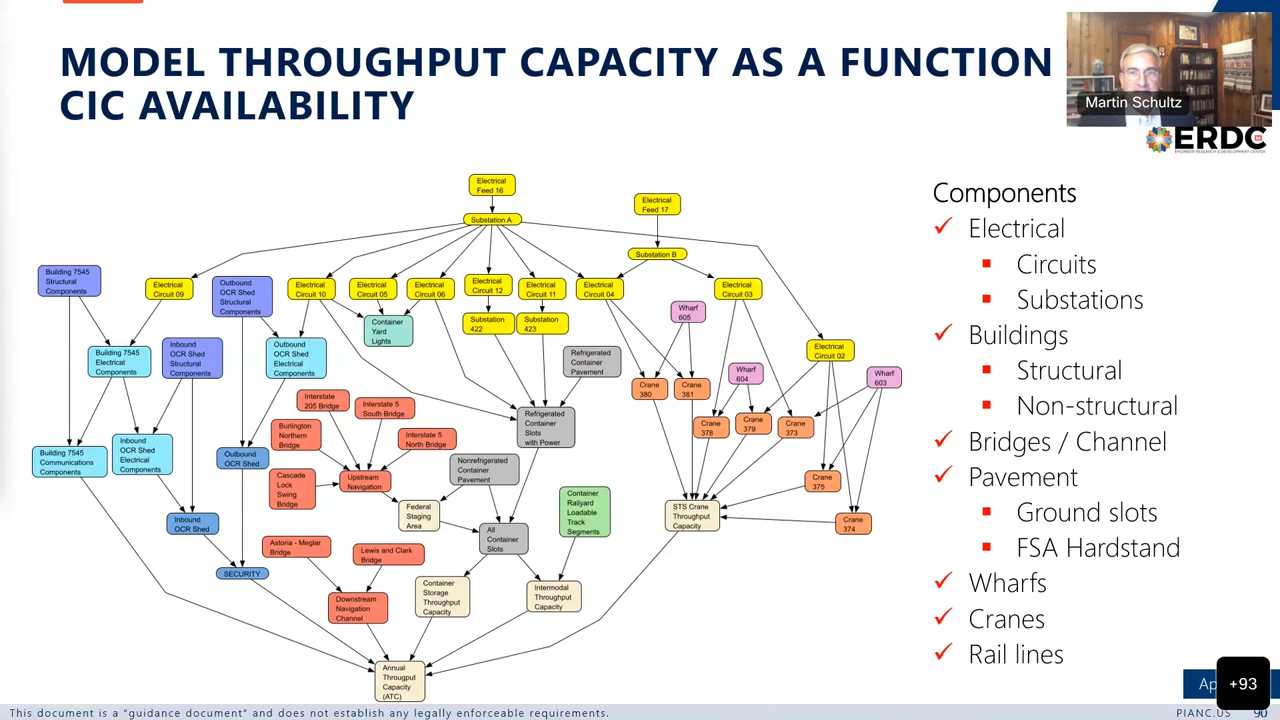 MODEL THROUGHPUT CAPACITY AS A FUNCTION
CIC AVAILABILITY
Martin Schultz
ERDC
ENGINEER RESEARCH & DEVELOPMENT CENTER
Electrical
Feed 16
Electrical
Feed 17
Substation A
Substation B
Building 7545
Structural
Components
Electrical
Circuit 09
Outbound
OCR Shed
Structural
Components
Electrical
Circuit 10
Electrical
Circuit 05
Electrical
Circuit 06
Electrical
Circuit 12
Electrical
Circuit 11
Electrical
Circuit 04
Electrical
Circuit 03
Wharf
605
Container
Yard
Lights
Substation
422
Substation
423
Building 7545
Electrical
Components
Inbound
OCR Shed
Structural
Components
Outbound
OCR Shed
Electrical
Components
Refrigerated
Container
Pavement
Electrical
Circuit 02
Wharf
604
Wharf
603
Crane
380
Crane
381
Interstate
205 Bridge
Interstate 5
South Bridge
Refrigerated
Container
Slots
with Power
Crane
378
Crane
379
Crane
373
Burlington
Northern
Bridge
Interstate 5
North Bridge
Building 7545
Communications
Components
Inbound
OCR Shed
Electrical
Components
Outbound
OCR Shed
Nonrefrigerated
Container
Pavement
Cascade
Lock
Swing
Bridge
Upstream
Navigation
Crane
375
Container
Railyard
Loadable
Track
Segments
Federal
Staging
Area
STS Crane
Throughput
Capacity
Crane
374
Inbound
OCR Shed
All
Container
Slots
Astoria - Meglar
Bridge
Lewis and Clark
Bridge
SECURITY
Container
Storage
Throughput
Capacity
Intermodal
Throughput
Capacity
Downstream
Navigation
Channel
Annual
Througput
Capacity
(ATC)
Components
Electrical
Circuits
Substations
Buildings
Structural
Non-structural
Bridges / Channel
Pavement
Ground slots
FSA Hardstand
Wharfs
Cranes
Rail lines
Ap
+93
This document is a "guidance document" and does not establish any legally enforceable requirements.
PIANC.US
90